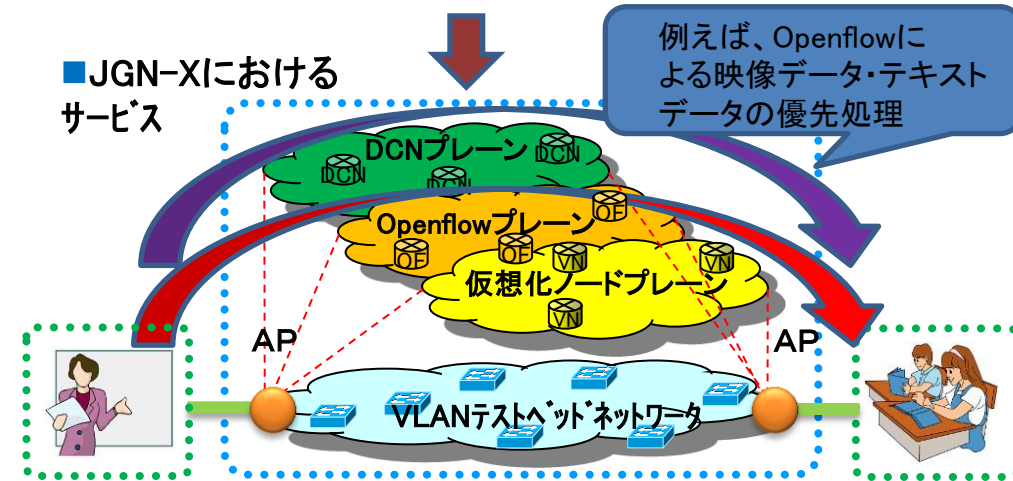 ■JGN-Xにおける
サービス
例えば、Openflowに
よる映像データ・テキスト
データの優先処理
DCNプレーン
DCN
DCN
DCN
Openflowプレーン
OF
OF
OF
仮想化ノードプレーン
VN
VN
VN
AP
AP
VLANテストベッドネットワータ